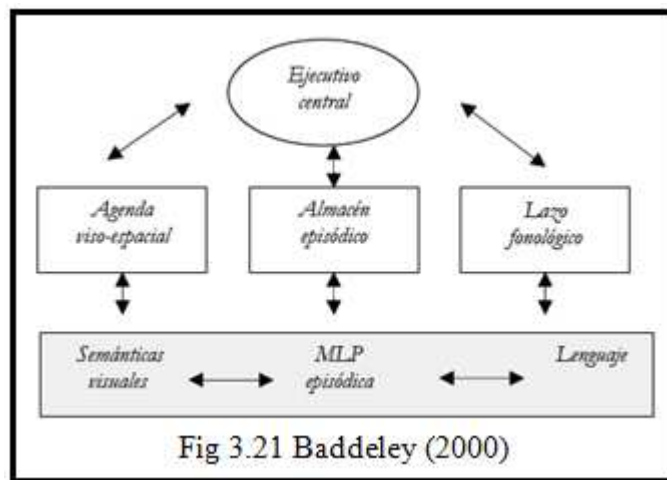 Ejecutivo
central
Agenda
viso-espacial
Almacén
episódico
Lazo
fonológico
Semánticas
visuales
MLP
episódica
Lenguaje
Fig 3.21 Baddeley (2000)